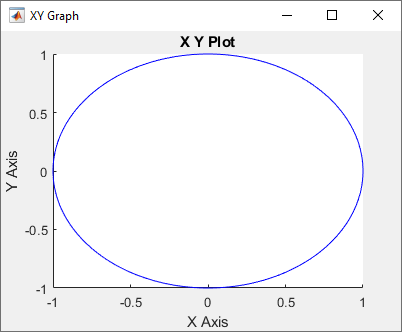 XY Graph
X Y Plot
1
0.5
0
-0.5
-1
Y Axis
-1 -0.5 0 0.5 1
X Axis